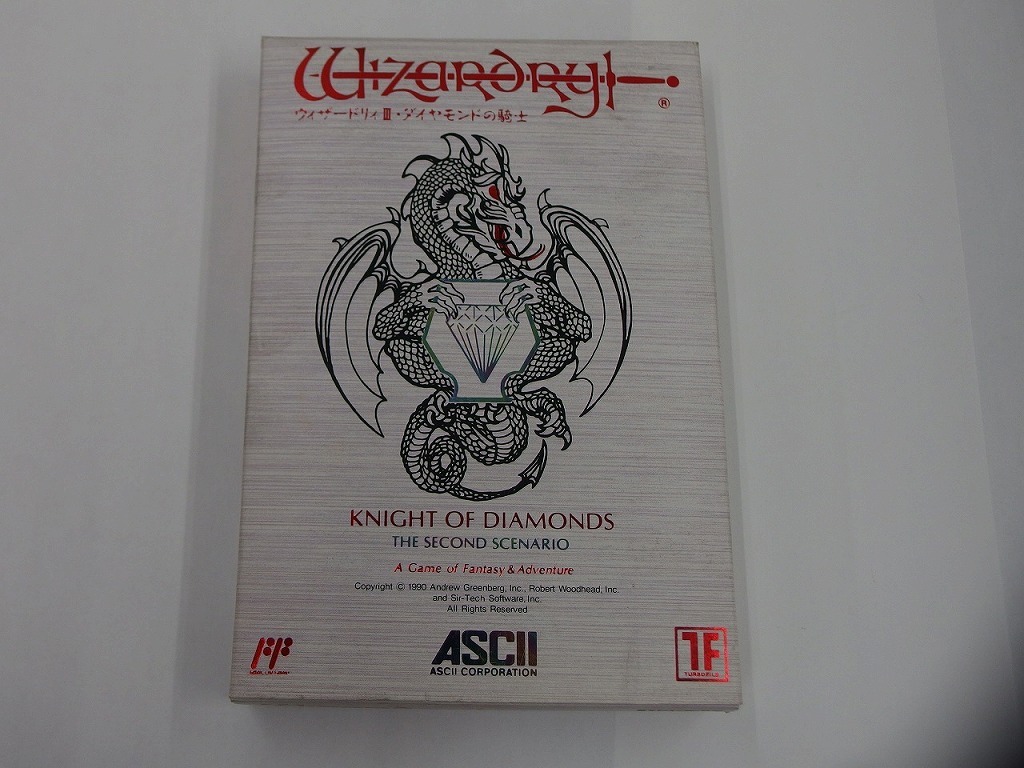 Wizardry
®
ウィザードリィIII・ダイヤモンドの騎士
KNIGHT OF DIAMONDS
THE SECOND SCENARIO
A Game of Fantasy & Adventure
Copyright © 1990 Andrew Greenberg, Inc., Robert Woodhead, Inc.
and Sir-Tech Software, Inc.
All Rights Reserved
ASCII
ASCII CORPORATION
TF
TURBOFILE